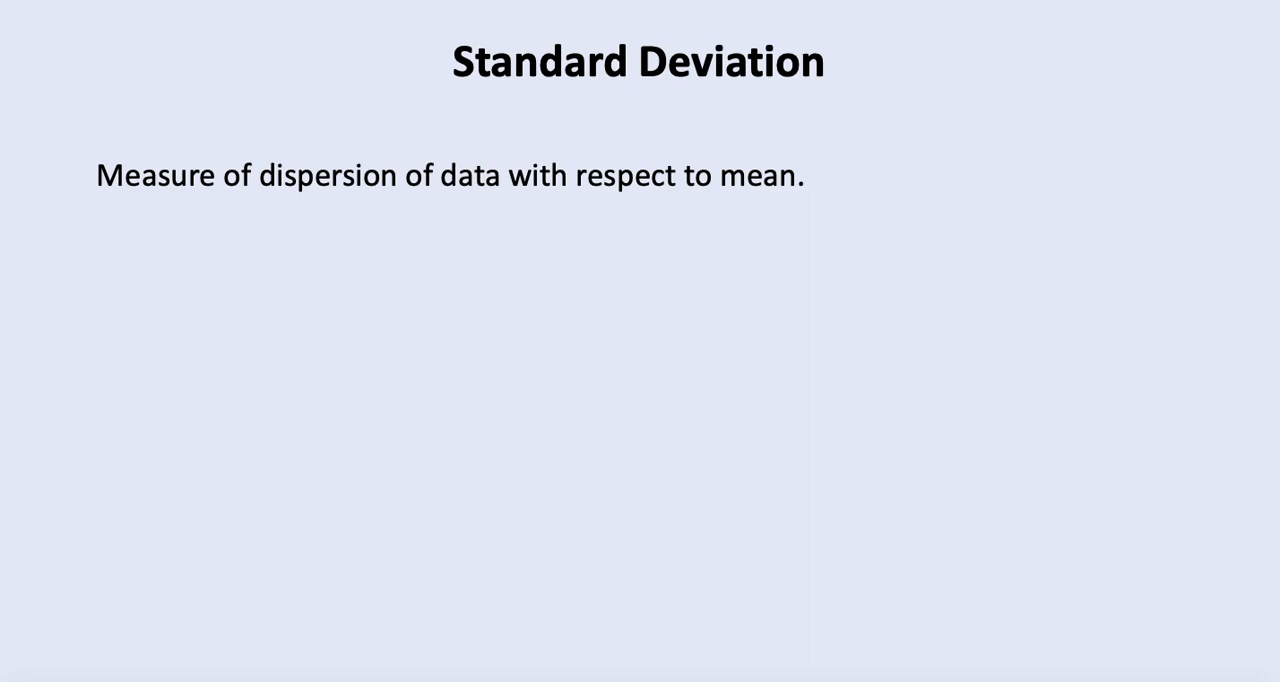 Standard Deviation
Measure of dispersion of data with respect to mean.